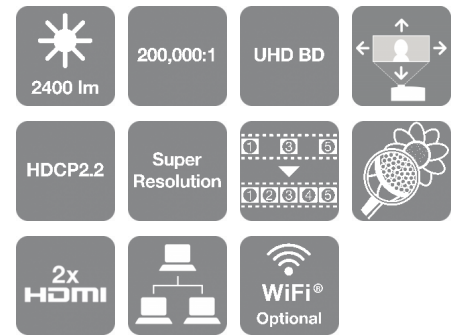 2400 lm
200,000:1
UHD BD
HDCP2.2
Super
Resolution
1 3 5
1 2 3 4 5
2x
HDMI
WiFi®
Optional